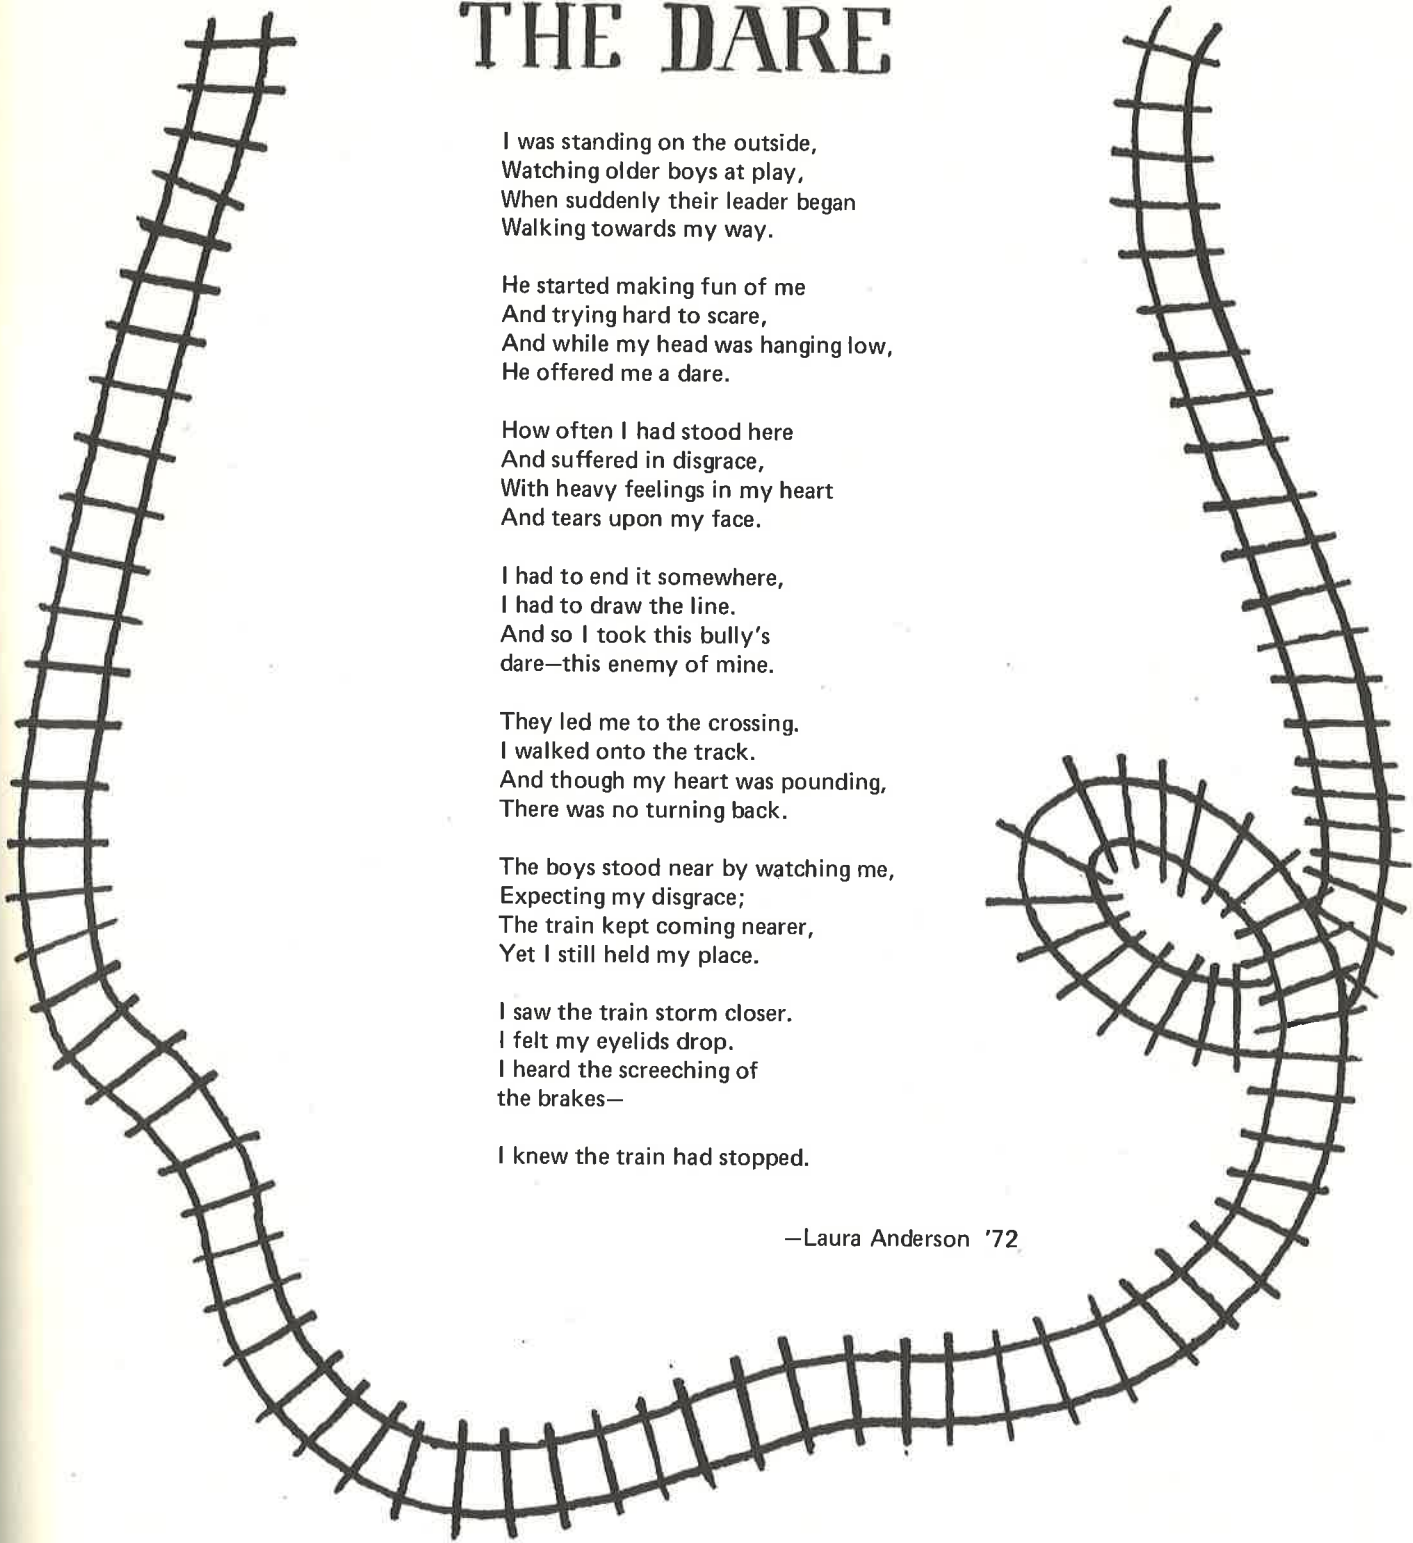 THE DARE
I was standing on the outside,
Watching older boys at play,
When suddenly their leader began
Walking towards my way.
He started making fun of me
And trying hard to scare,
And while my head was hanging low,
He offered me a dare.
How often I had stood here
And suffered in disgrace,
With heavy feelings in my heart
And tears upon my face.
I had to end it somewhere,
I had to draw the line.
And so I took this bully's
dare—this enemy of mine.
They led me to the crossing.
I walked onto the track.
And though my heart was pounding,
There was no turning back.
The boys stood near by watching me,
Expecting my disgrace;
The train kept coming nearer,
Yet I still held my place.
I saw the train storm closer.
I felt my eyelids drop.
I heard the screeching of
the brakes—
I knew the train had stopped.
—Laura Anderson '72